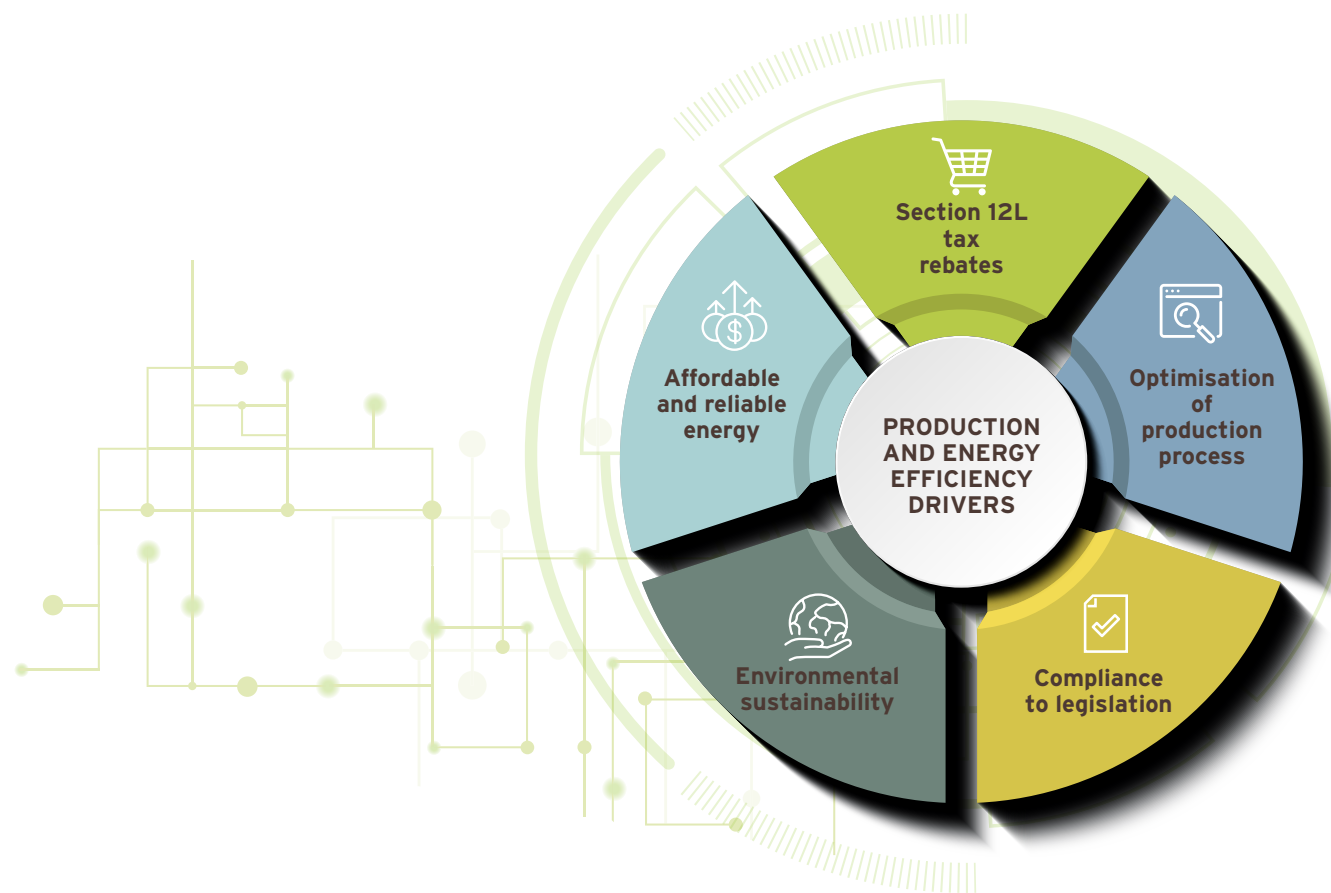 Section 12L
tax
rebates
Optimisation
of
production
process
Compliance
to legislation
Environmental
sustainability
Affordable
and reliable
energy
$
PRODUCTION
AND ENERGY
EFFICIENCY
DRIVERS